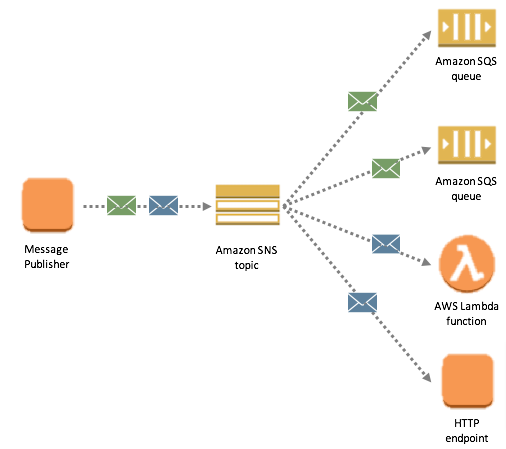 Amazon SQS
queue
Amazon SQS
queue
Message
Publisher
Amazon SNS
topic
AWS Lambda
function
HTTP
endpoint